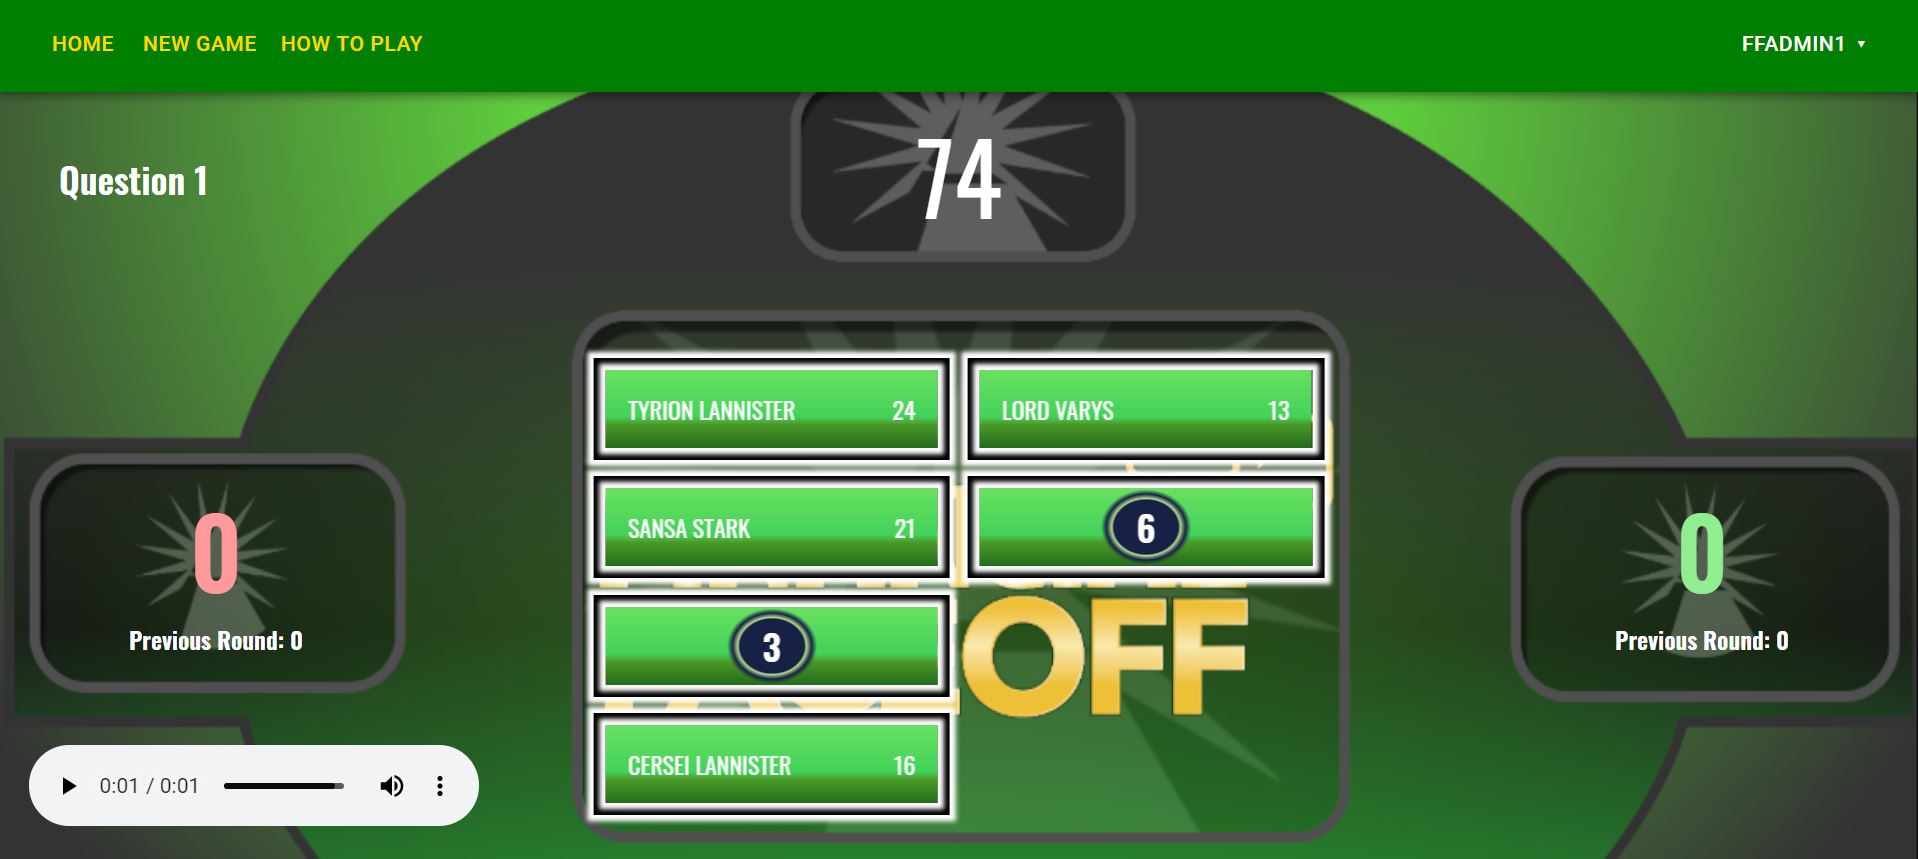 HOME NEW GAME HOW TO PLAY FFADMIN1
Question 1
74
TYRION LANNISTER 24
LORD VARYS 13
SANSA STARK 21
6
3
OFF
CERSEI LANNISTER 16
0
Previous Round: 0
0
Previous Round: 0
0:01 / 0:01